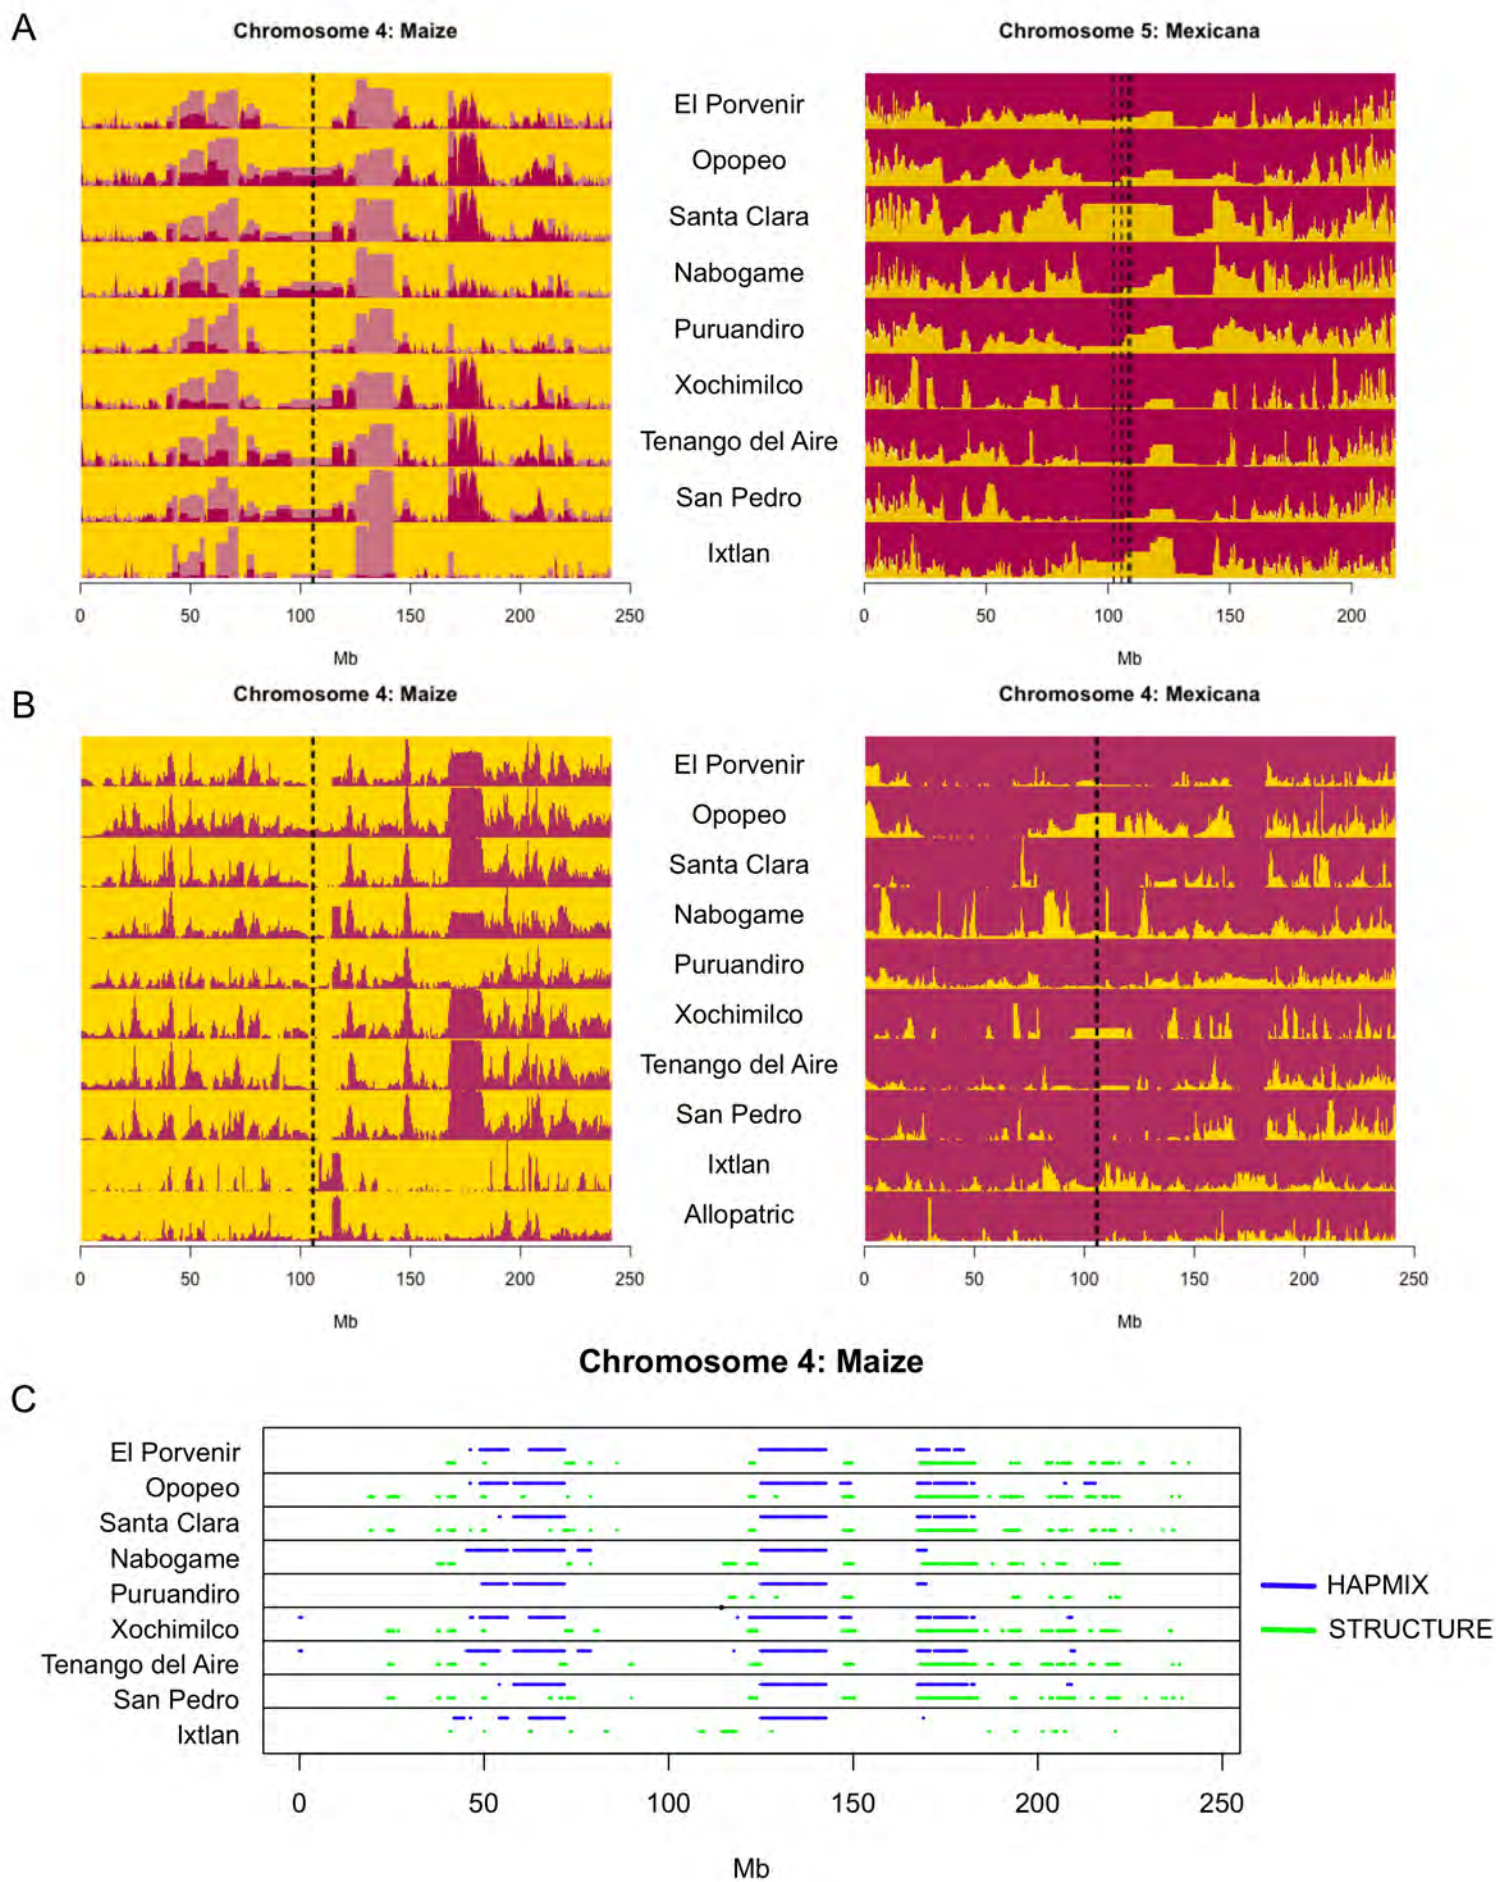 A
Chromosome 4: Maize
Chromosome 5: Mexicana
El Porvenir
Opopeo
Santa Clara
Nabogame
Puruandiro
Xochimilco
Tenango del Aire
San Pedro
Ixtlan
0 50 100 150 200 250
0 50 100 150 200
Mb
Mb
B
Chromosome 4: Maize
Chromosome 4: Mexicana
El Porvenir
Opopeo
Santa Clara
Nabogame
Puruandiro
Xochimilco
Tenango del Aire
San Pedro
Ixtlan
Allopatric
0 50 100 150 200 250
0 50 100 150 200 250
Mb
Mb
Chromosome 4: Maize
C
El Porvenir
Opopeo
Santa Clara
Nabogame
Puruandiro
Xochimilco
Tenango del Aire
San Pedro
Ixtlan
HAPMIX
STRUCTURE
0 50 100 150 200 250
Mb